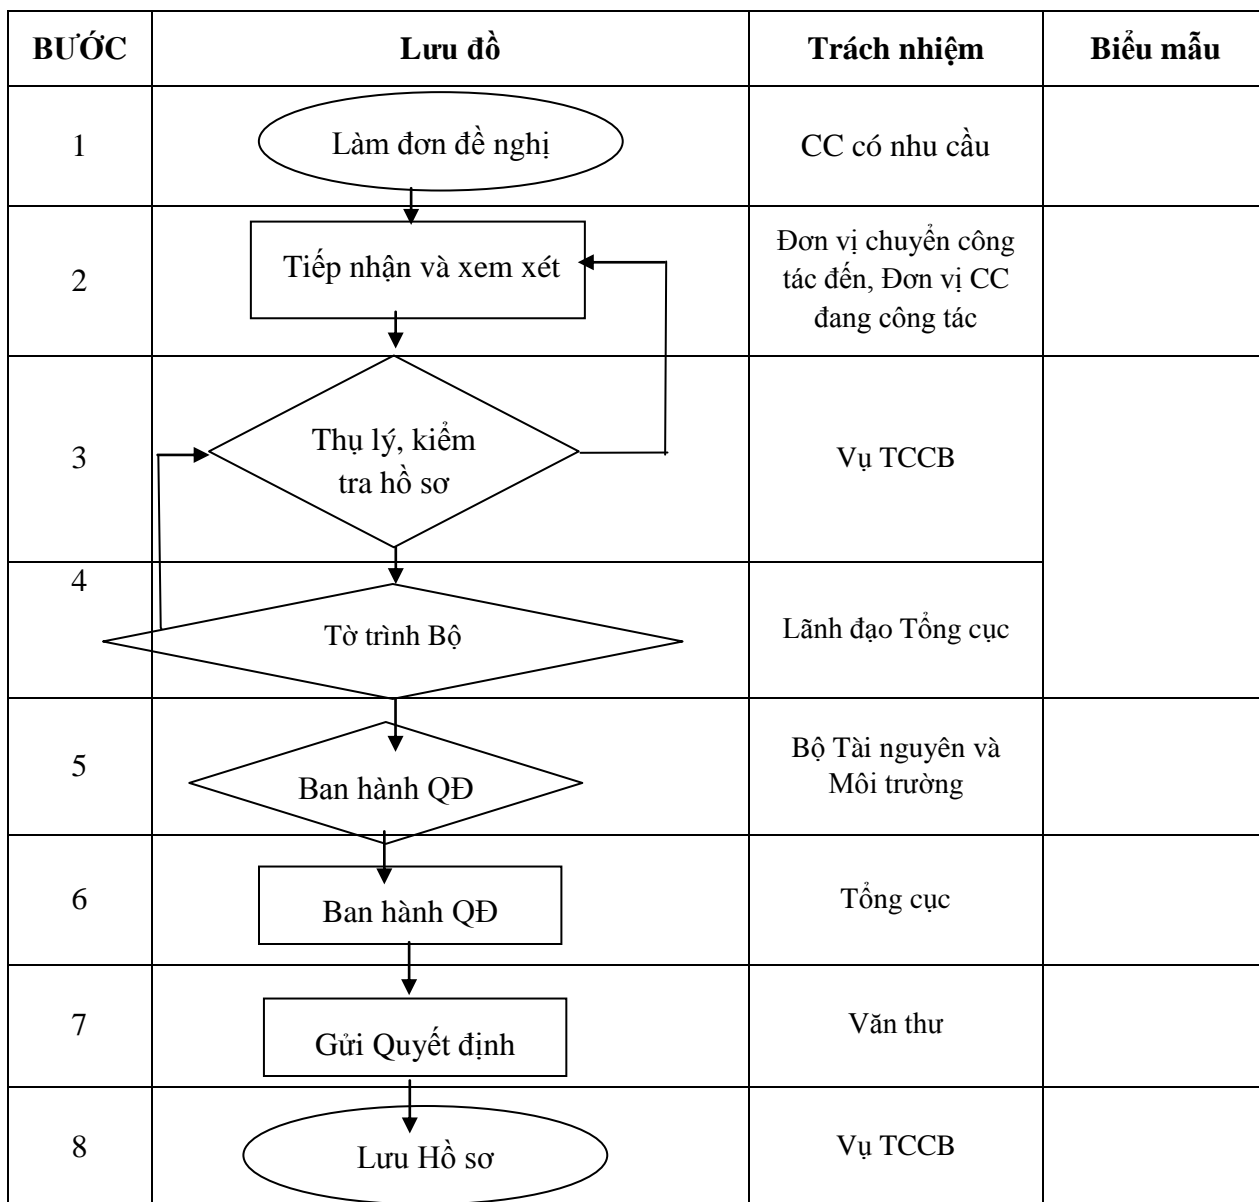 BƯỚC
Lưu đồ
Trách nhiệm
Biểu mẫu
1
Làm đơn đề nghị
CC có nhu cầu
2
Tiếp nhận và xem xét
Đơn vị chuyển công
tác đến, Đơn vị CC
đang công tác
3
Thụ lý, kiểm
tra hồ sơ
Vụ TCCB
4
Tờ trình Bộ
Lãnh đạo Tổng cục
5
Ban hành QĐ
Bộ Tài nguyên và
Môi trường
6
Ban hành QĐ
Tổng cục
7
Gửi Quyết định
Văn thư
8
Lưu Hồ sơ
Vụ TCCB